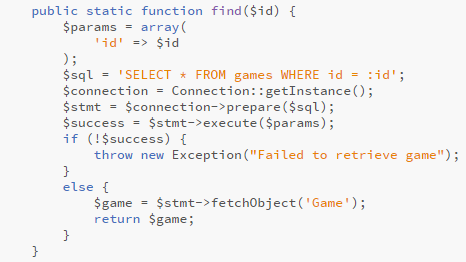 public static function find($id) {
    $params = array(
        'id' => $id
    );
    $sql = 'SELECT * FROM games WHERE id = :id';
    $connection = Connection::getInstance();
    $stmt = $connection->prepare($sql);
    $success = $stmt->execute($params);
    if (!$success) {
        throw new Exception("Failed to retrieve game");
    }
    else {
        $game = $stmt->fetchObject('Game');
        return $game;
    }
}